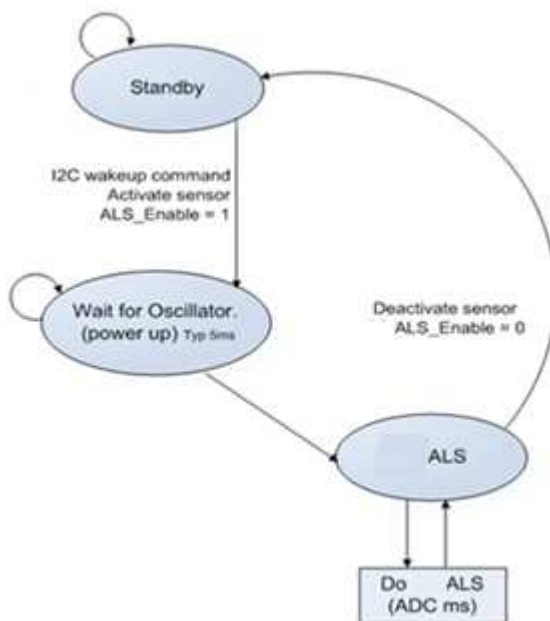 Standby
I2C wakeup command
Activate sensor
ALS_Enable = 1
Wait for Oscillator.
(power up) Typ 5ms
Deactivate sensor
ALS_Enable = 0
ALS
Do ALS
(ADC ms)